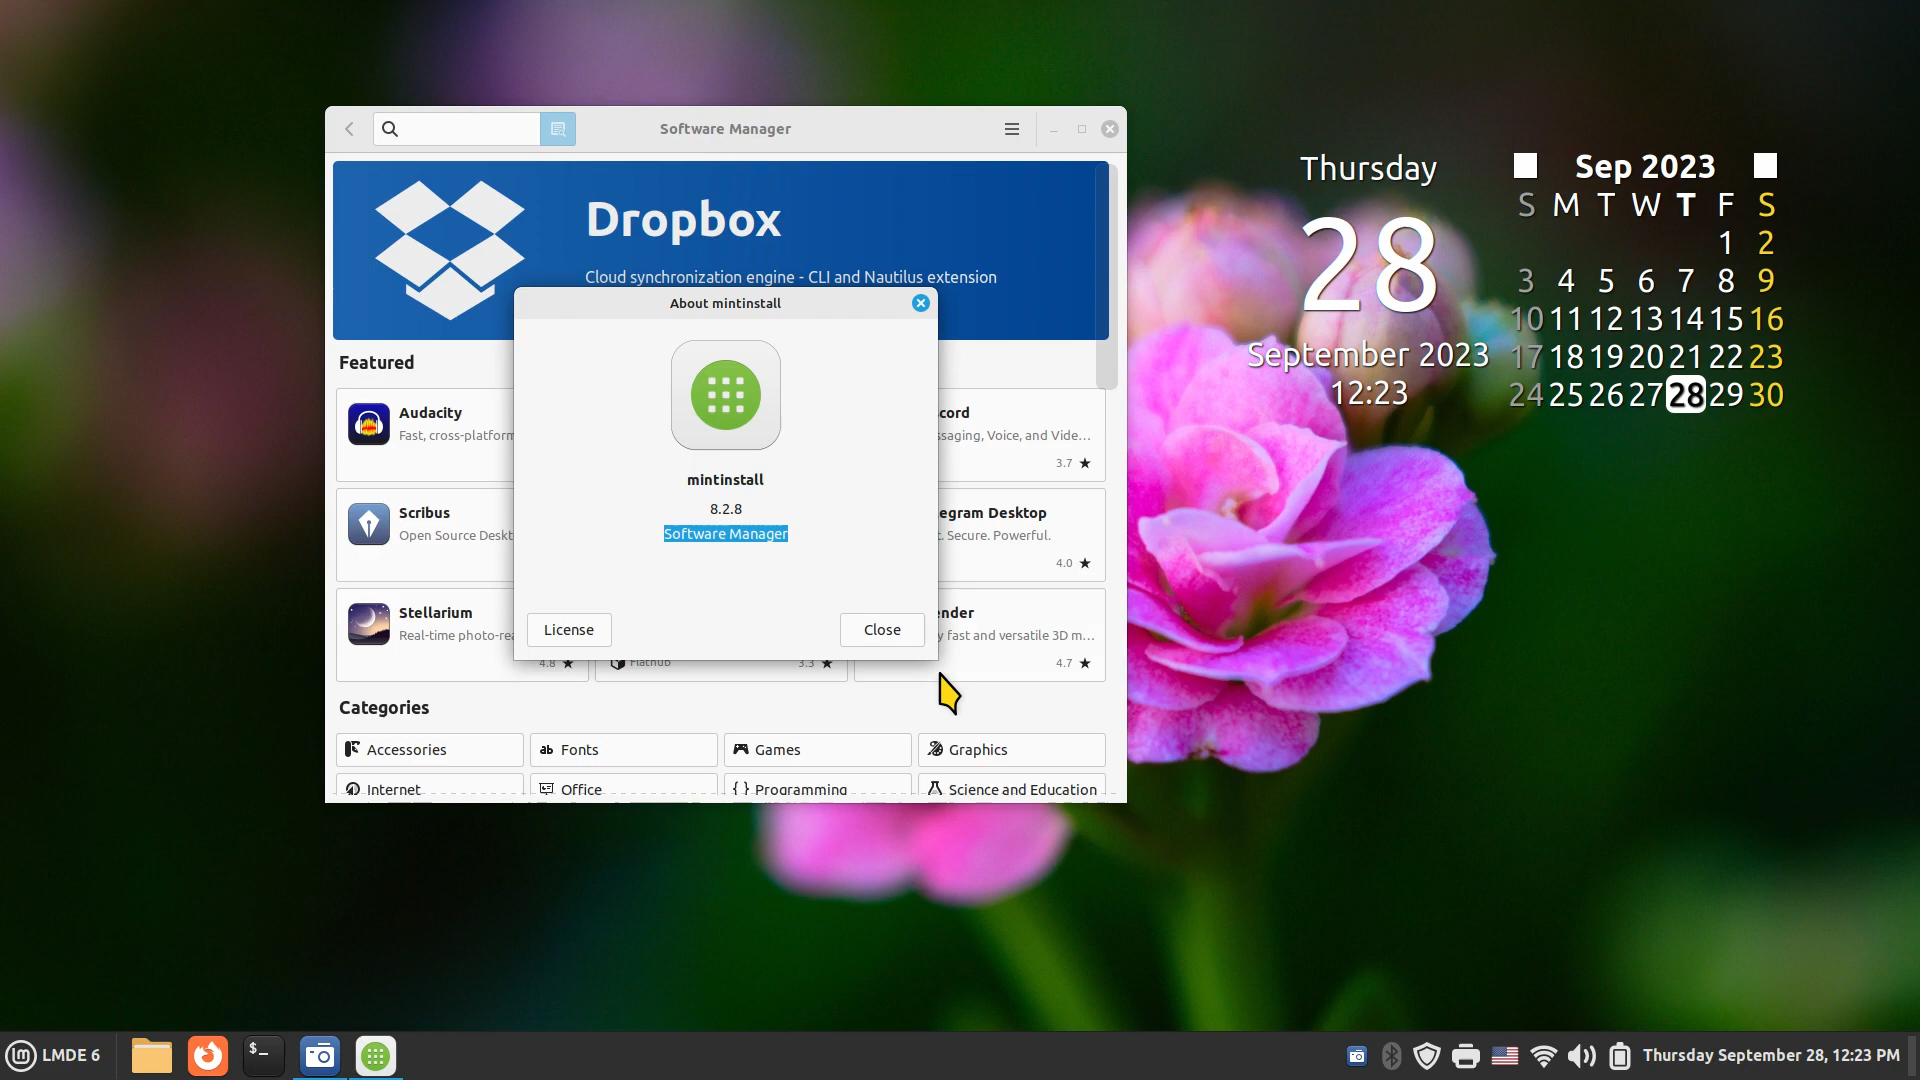 Software Manager
Dropbox
Cloud synchronization engine - CLI and Nautilus extension
About mintinstall
mintinstall
8.2.8
Software Manager
License
Close
Featured
Audacity
Fast, cross-platform
cord
saging, Voice, and Vide...
3.7 ★
Scribus
Open Source Deskt
egram Desktop
t. Secure. Powerful.
4.0 ★
Stellarium
Real-time photo-rea
4.8 ★
Flathub
3.3 ★
ender
y fast and versatile 3D m...
4.7 ★
Categories
Accessories
Fonts
Games
Graphics
Internet
Office
Programming
Science and Education
Thursday
28
September 2023
12:23
Sep 2023
S M T W T F S
1 2
3 4 5 6 7 8 9
10 11 12 13 14 15 16
17 18 19 20 21 22 23
24 25 26 27 28 29 30
LMDE 6
$_
Thursday September 28, 12:23 PM